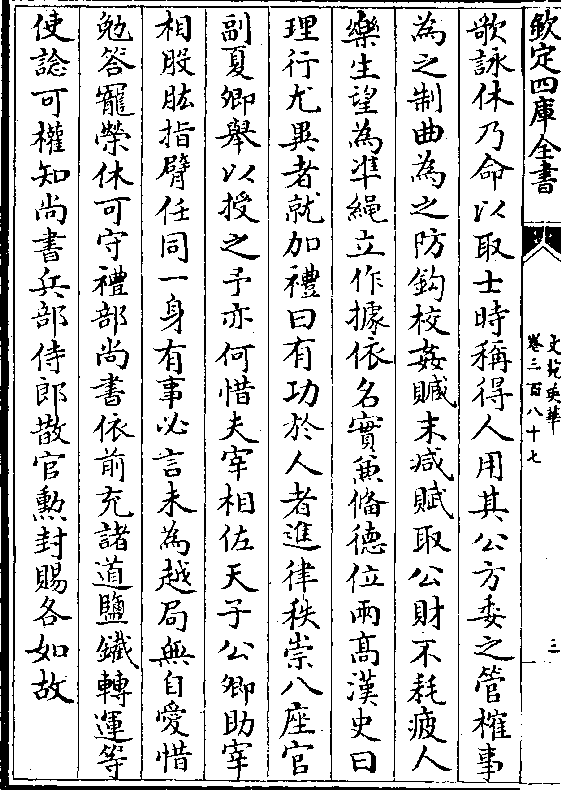 欽定四庫全書
文苑英華
卷三百八十七
三
歌詠休乃命以取士時稱得人用其公方委之管榷事
為之制曲為之防鈎校姦贓末减賦取公財不耗疲人
樂生望為准繩立作據依名實兼偹德位兩髙漢史曰
理行尤異者就加禮曰有功於人者進律秩崇八座官
副夏卿舉以授之予亦何惜夫宰相佐天子公卿助宰
相股肱指臂任同一身有事必言未為越局無自愛惜
勉答寵榮休可守禮部尚書依前充諸道鹽鐵轉運等
使諗可權知尚書兵部侍郎散官勲封賜各如故